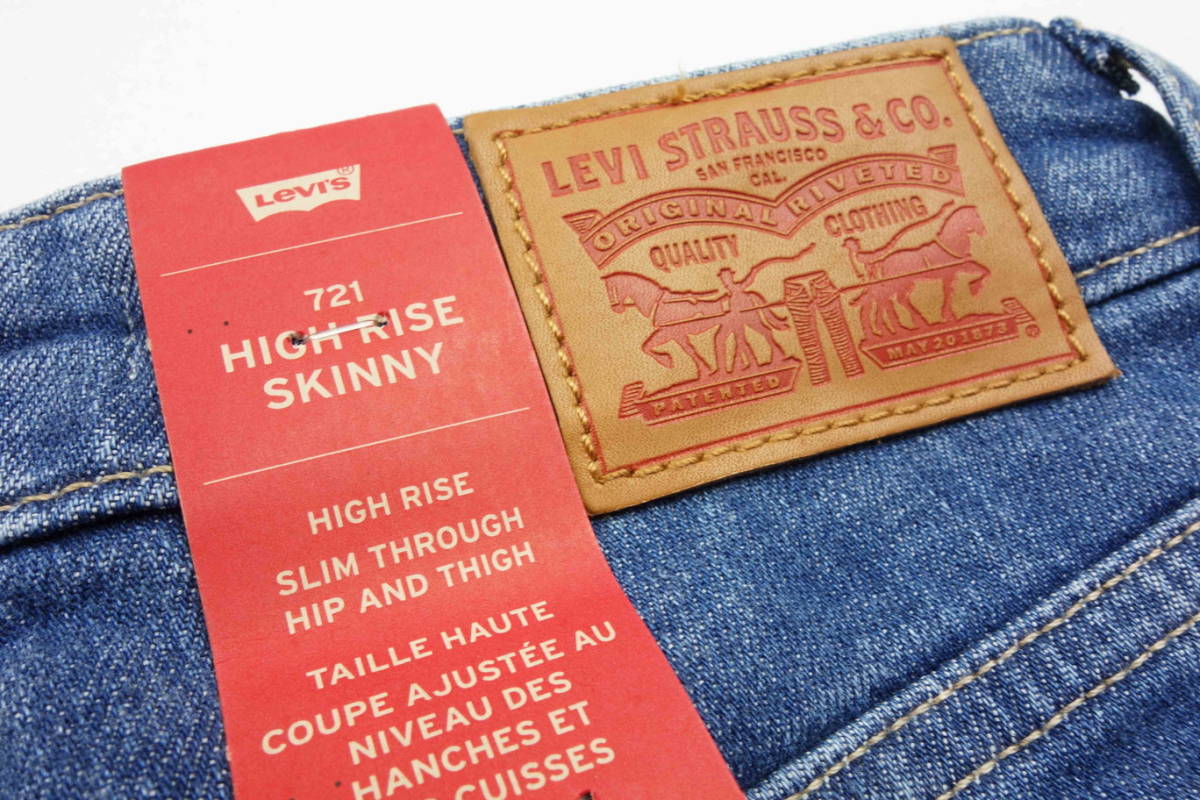 Levi's®
721
HIGH RISE
SKINNY
HIGH RISE
SLIM THROUGH
HIP AND THIGH
TAILLE HAUTE
COUPE AJUSTÉE AU
NIVEAU DES
HANCHES ET
CUISSES
LEVI STRAUSS & CO.
SAN FRANCISCO
CAL.
ORIGINAL RIVETED
QUALITY CLOTHING
PATENTED MAY 20 1873 ®